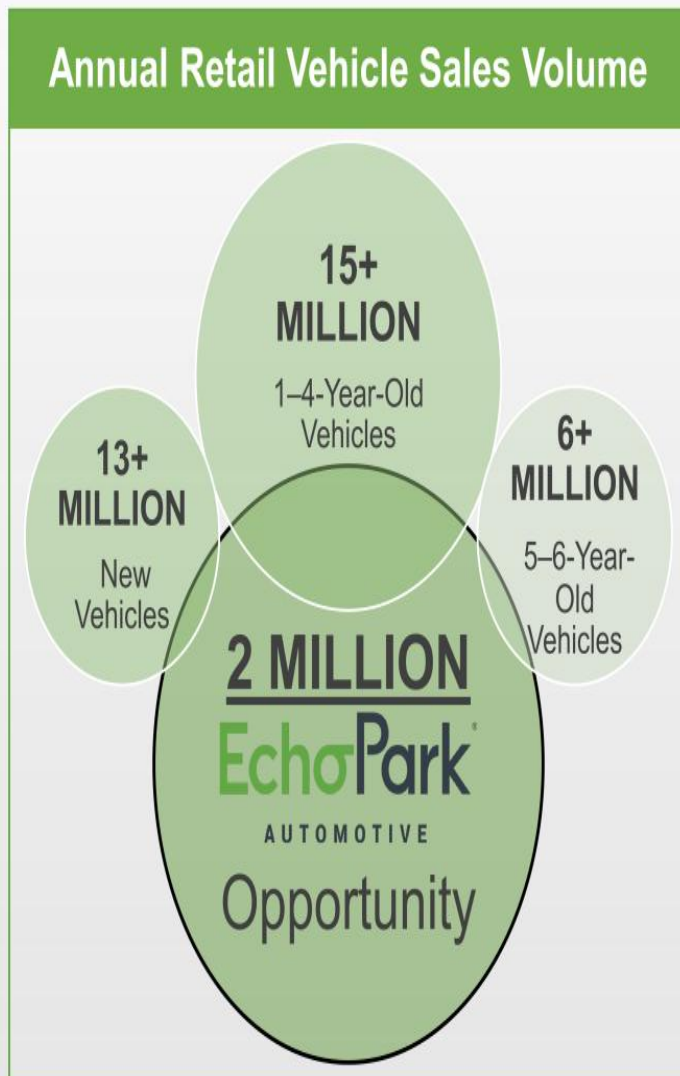 Annual Retail Vehicle Sales Volume
15+
MILLION
1–4-Year-Old
Vehicles
13+
MILLION
New
Vehicles
6+
MILLION
5–6-Year-
Old
Vehicles
2 MILLION
EchoPark
AUTOMOTIVE
Opportunity